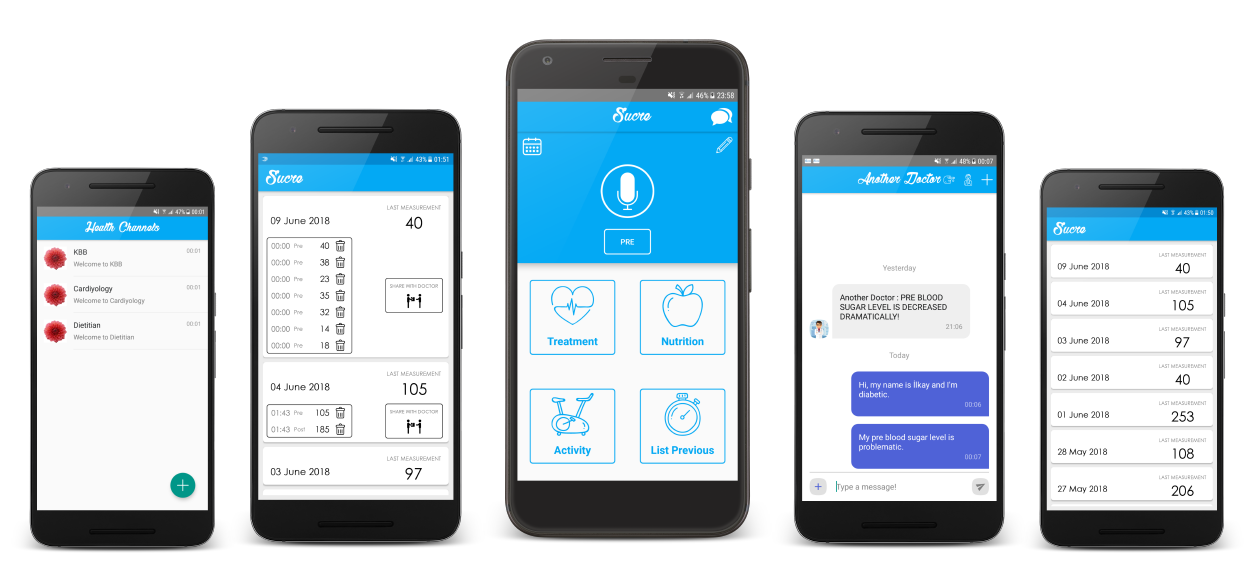 47% 00:01
Health Channels
KBB
00:01
Welcome to KBB
Cardiyology
00:01
Welcome to Cardiyology
Dietitian
00:01
Welcome to Dietitian
+
43% 01:51
Sucre
LAST MEASUREMENT
09 June 2018
40
00:00 Pre 40
00:00 Pre 38
00:00 Pre 23
00:00 Pre 35
00:00 Pre 32
00:00 Pre 14
00:00 Pre 18
SHARE WITH DOCTOR
LAST MEASUREMENT
04 June 2018
105
01:43 Pre 105
01:43 Post 185
SHARE WITH DOCTOR
LAST MEASUREMENT
03 June 2018
97
46% 23:58
Sucre
PRE
Treatment
Nutrition
Activity
List Previous
48% 00:07
Another Doctor
Yesterday
Another Doctor : PRE BLOOD
SUGAR LEVEL IS DECREASED
DRAMATICALLY!
21:06
Today
Hi, my name is İlkay and I'm
diabetic.
00:06
My pre blood sugar level is
problematic.
00:07
+ Type a message!
43% 01:50
Sucre
LAST MEASUREMENT
09 June 2018
40
LAST MEASUREMENT
04 June 2018
105
LAST MEASUREMENT
03 June 2018
97
LAST MEASUREMENT
02 June 2018
40
LAST MEASUREMENT
01 June 2018
253
LAST MEASUREMENT
28 May 2018
108
LAST MEASUREMENT
27 May 2018
206